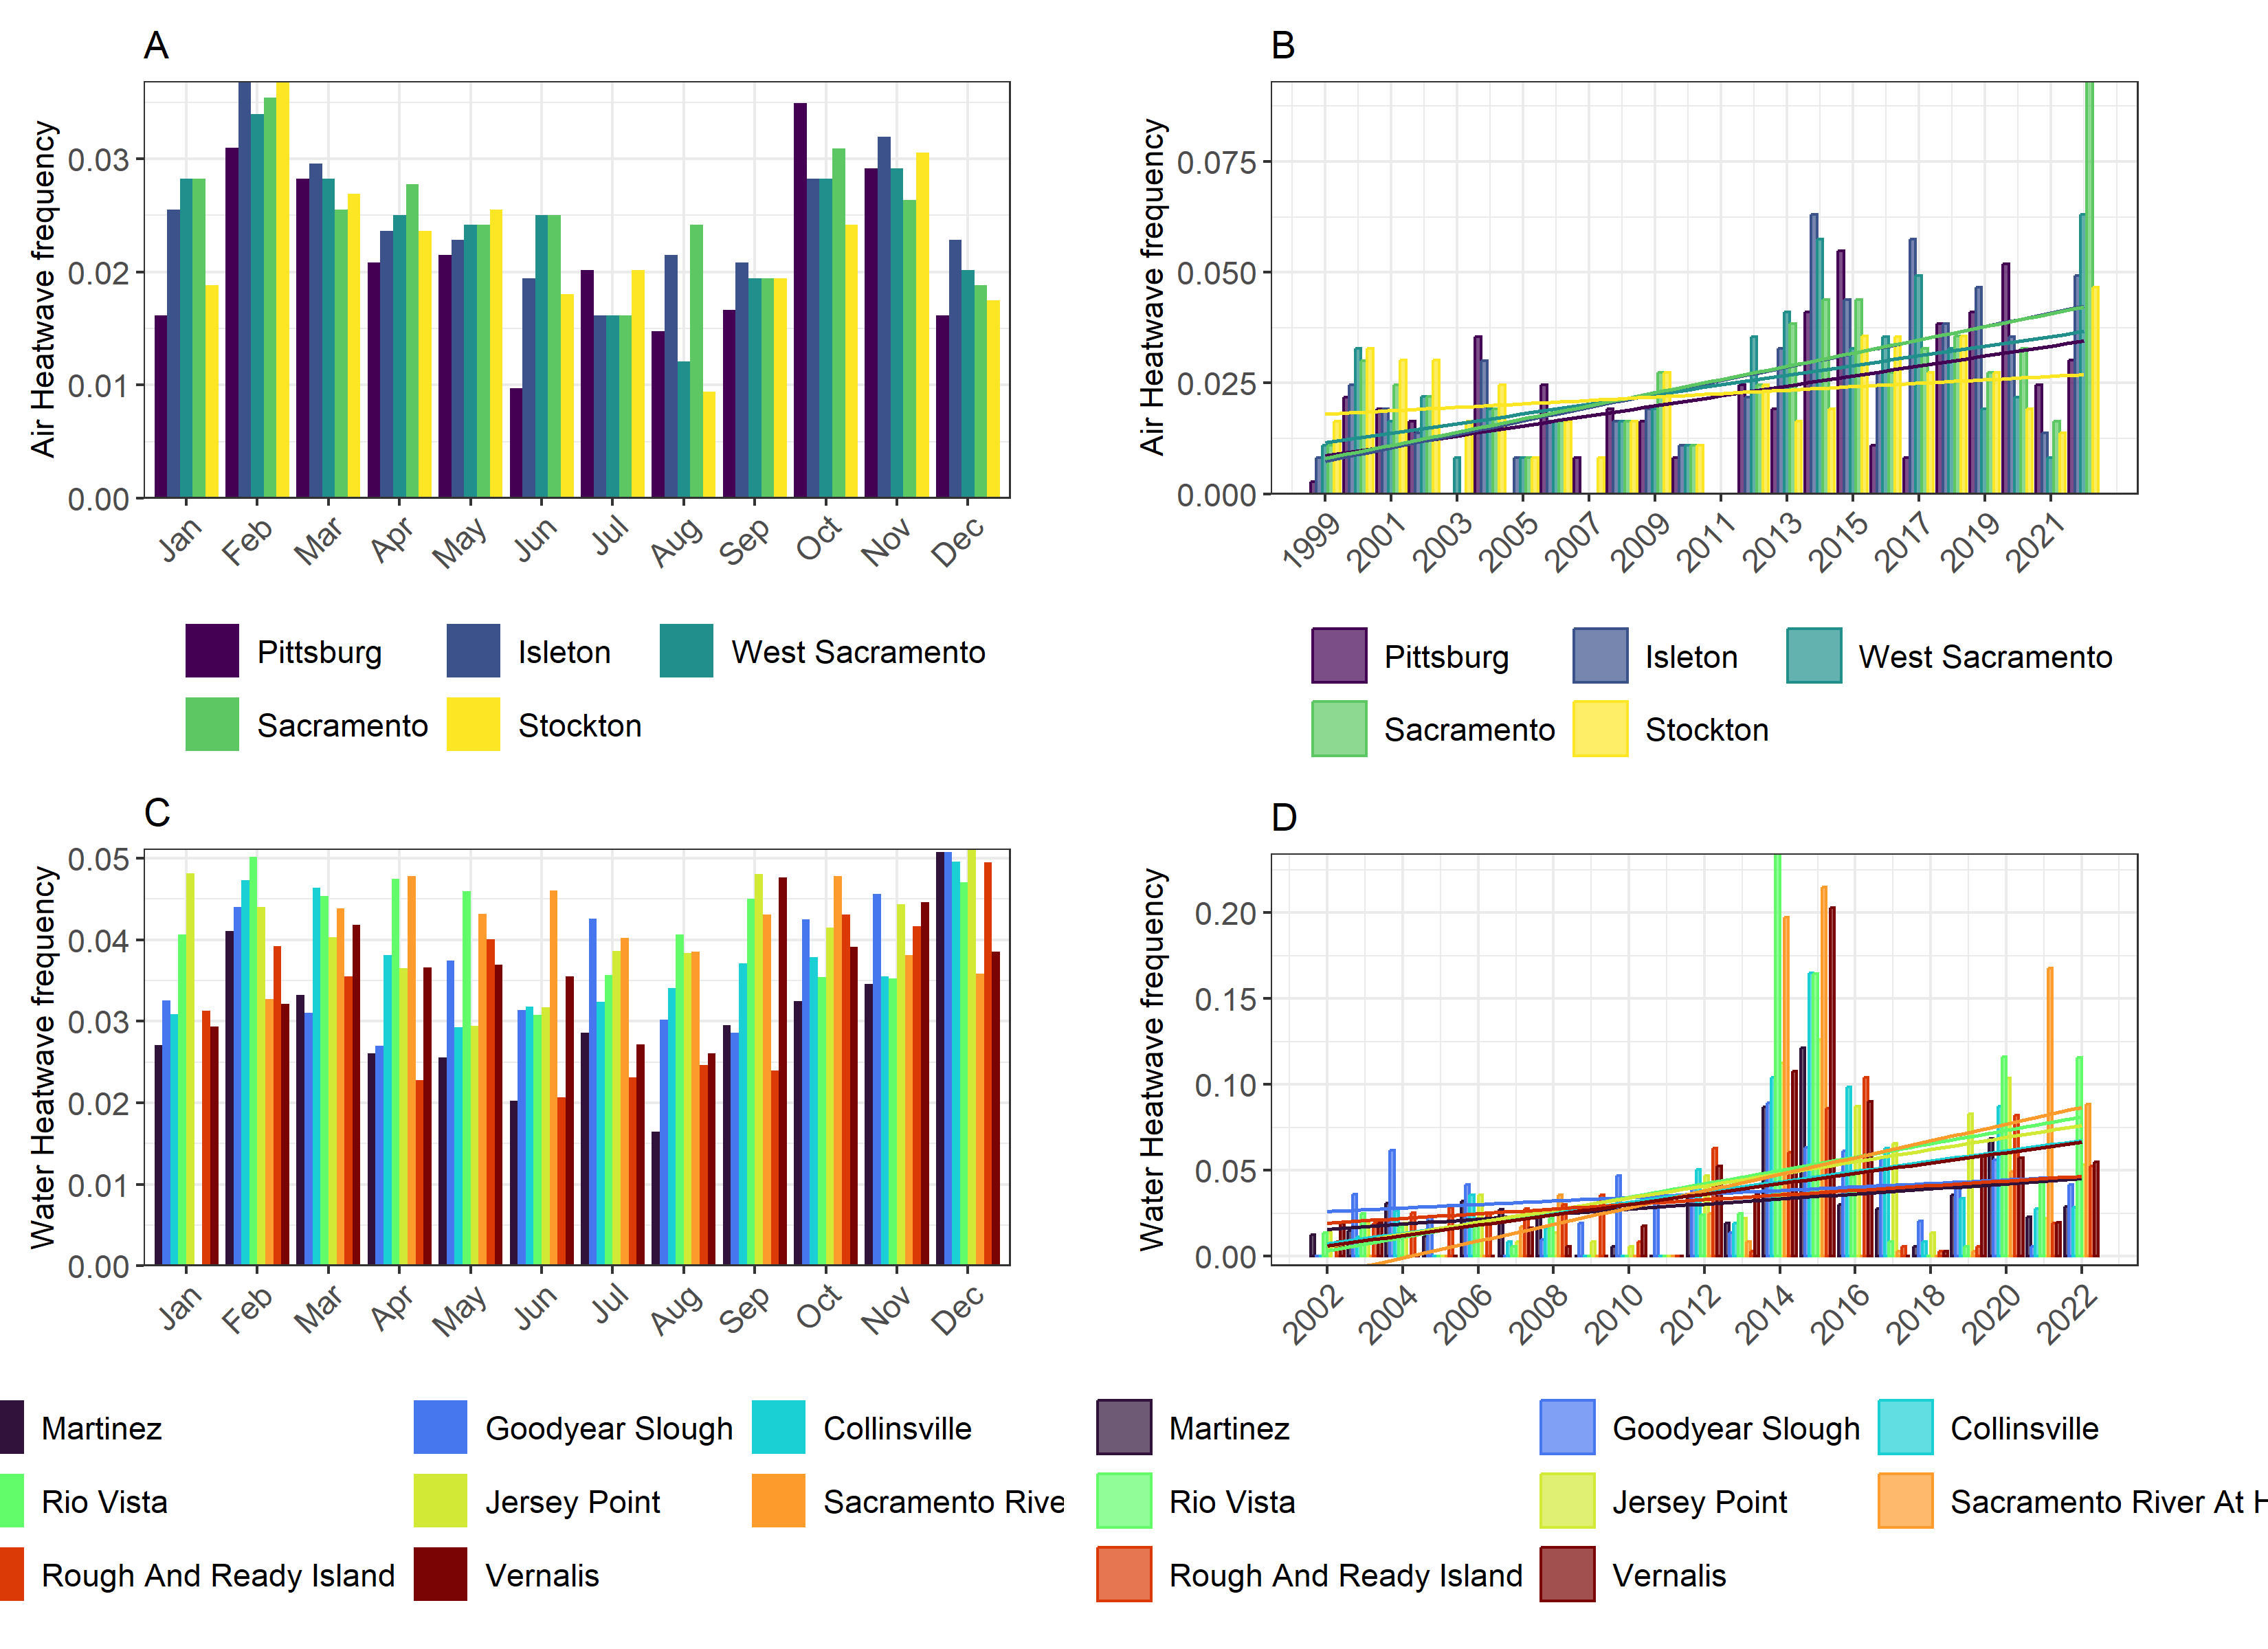 A
Air Heatwave frequency
0.03
0.02
0.01
0.00
Jan Feb Mar Apr May Jun Jul Aug Sep Oct Nov Dec
Pittsburg Isleton West Sacramento
Sacramento Stockton
B
Air Heatwave frequency
0.075
0.050
0.025
0.000
1999 2001 2003 2005 2007 2009 2011 2013 2015 2017 2019 2021
Pittsburg Isleton West Sacramento
Sacramento Stockton
C
Water Heatwave frequency
0.05
0.04
0.03
0.02
0.01
0.00
Jan Feb Mar Apr May Jun Jul Aug Sep Oct Nov Dec
Martinez Goodyear Slough Collinsville
Rio Vista Jersey Point Sacramento Rive
Rough And Ready Island Vernalis
D
Water Heatwave frequency
0.20
0.15
0.10
0.05
0.00
2002 2004 2006 2008 2010 2012 2014 2016 2018 2020 2022
Martinez Goodyear Slough Collinsville
Rio Vista Jersey Point Sacramento River At H
Rough And Ready Island Vernalis